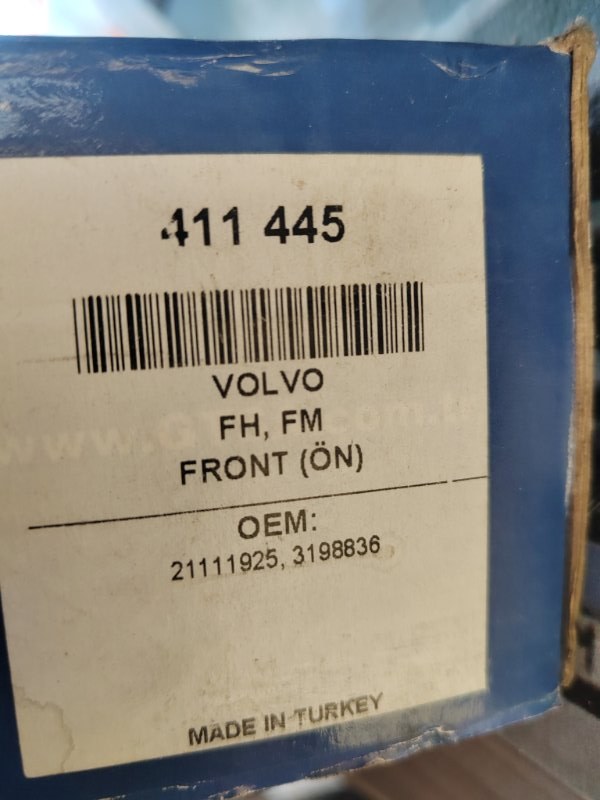 411 445
VOLVO
FH, FM
FRONT (ÖN)
OEM:
21111925, 3198836
MADE IN TURKEY